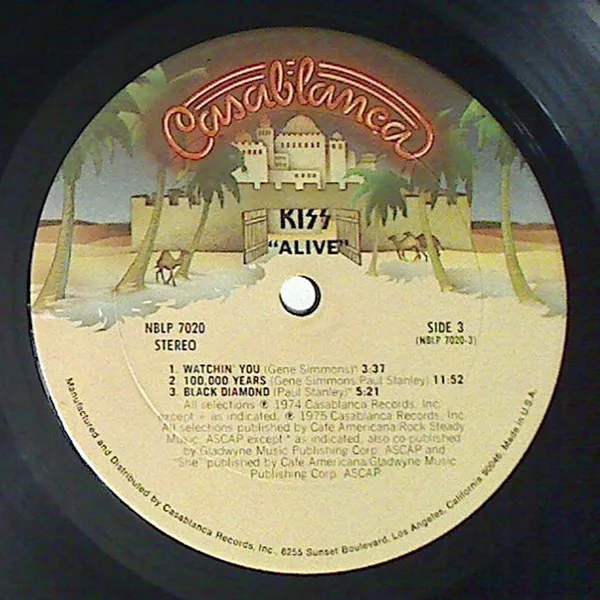 Casablanca
KISS
"ALIVE"
NBLP 7020
STEREO
SIDE 3
(NBLP 7020-3)
1. WATCHIN' YOU (Gene Simmons)* 3:37
2. 100,000 YEARS (Gene Simmons/Paul Stanley) 11:52
3. BLACK DIAMOND (Paul Stanley)* 5:21
All selections ℗ 1974 Casablanca Records, Inc.
except + as indicated, ℗ 1975 Casablanca Records, Inc.
All selections published by Cafe Americana/Rock Steady
Music, ASCAP except * as indicated, also co-published
by Gladwyne Music Publishing Corp. ASCAP and
"She" published by Cafe Americana/Gladwyne Music
Publishing Corp. ASCAP
Manufactured and Distributed by Casablanca Records, Inc., 8255 Sunset Boulevard, Los Angeles, California 90046. Made in U.S.A.